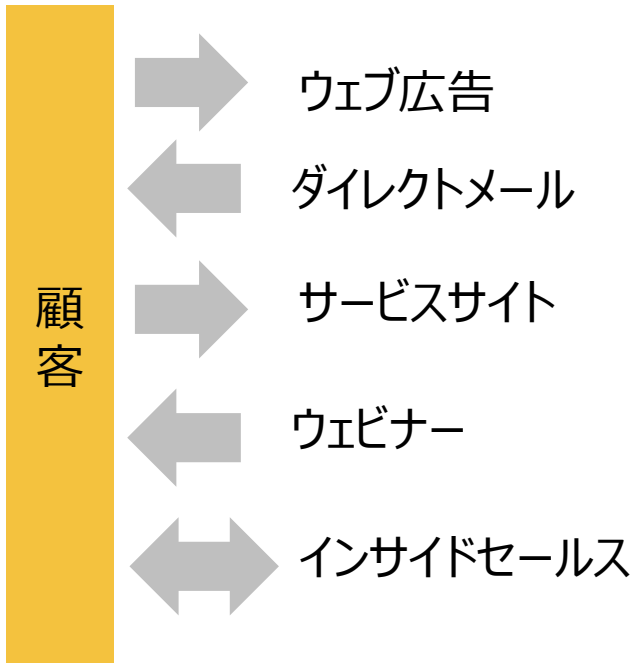 顧客
ウェブ広告
ダイレクトメール
サービスサイト
ウェビナー
インサイドセールス